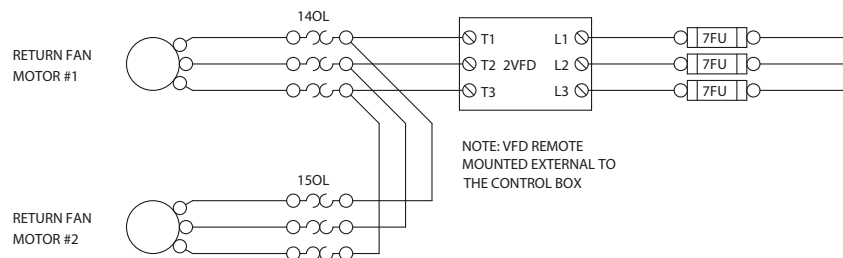 14OL
RETURN FAN
MOTOR #1
T1 L1 7FU
T2 2VFD L2 7FU
T3 L3 7FU
NOTE: VFD REMOTE
MOUNTED EXTERNAL TO
THE CONTROL BOX
15OL
RETURN FAN
MOTOR #2